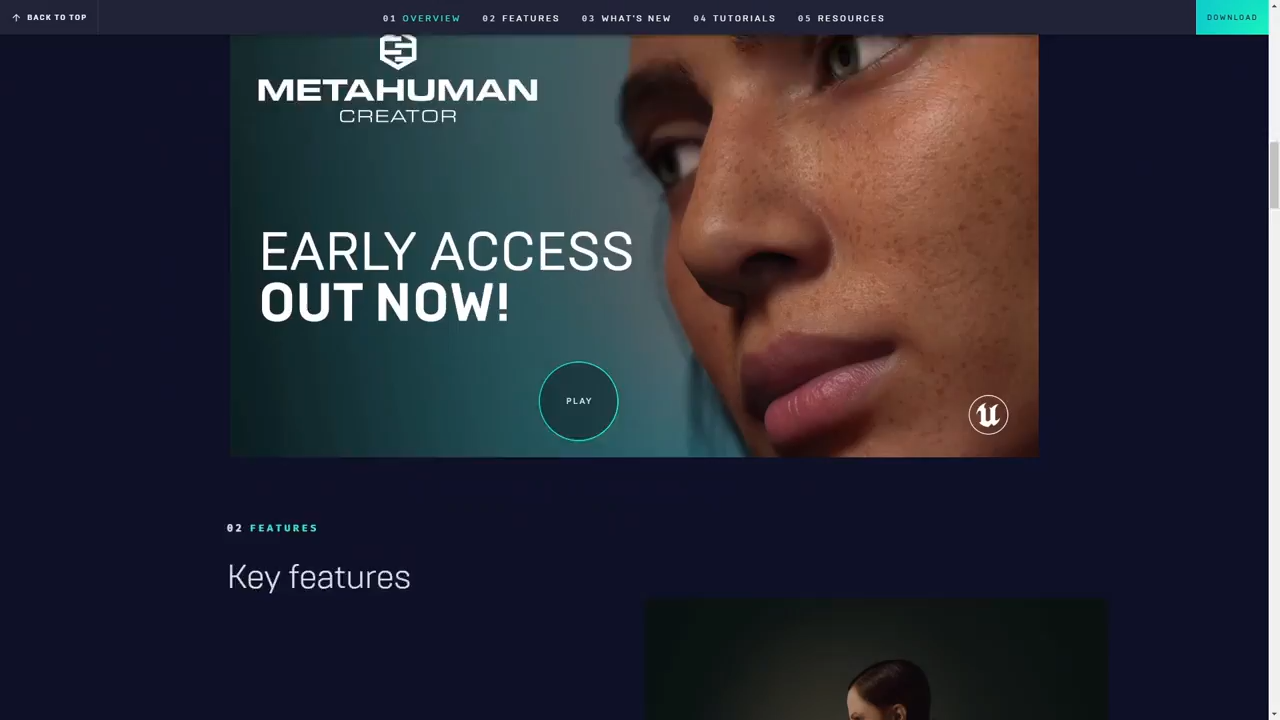 BACK TO TOP
01 OVERVIEW
02 FEATURES
03 WHAT'S NEW
04 TUTORIALS
05 RESOURCES
DOWNLOAD
METAHUMAN
CREATOR
EARLY ACCESS
OUT NOW!
PLAY
02 FEATURES
Key features